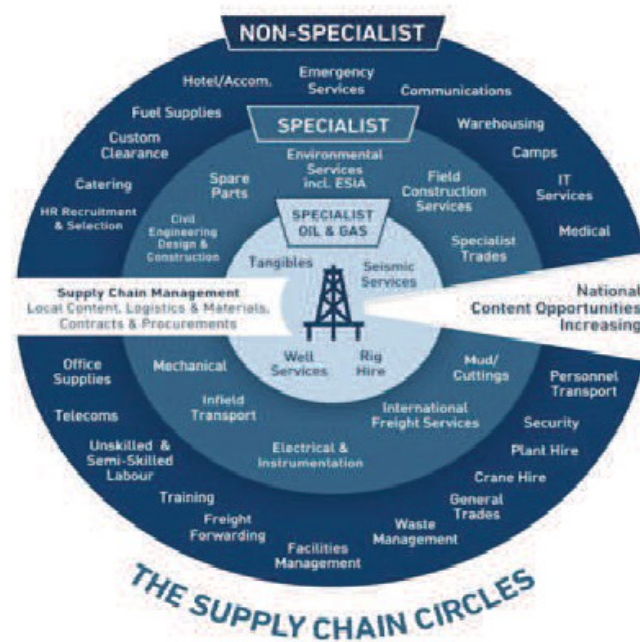 NON-SPECIALIST
Hotel/Accom.
Emergency
Services
Communications
Fuel Supplies
SPECIALIST
Warehousing
Custom
Clearance
Environmental
Services
incl. ESIA
Camps
Catering
Spare
Parts
Field
Construction
Services
IT
Services
HR Recruitment
& Selection
Civil
Engineering
Design &
Construction
SPECIALIST
OIL & GAS
Specialist
Trades
Medical
Tangibles
Seismic
Services
Supply Chain Management
Local Content, Logistics & Materials,
Contracts & Procurements
National
Content Opportunities
Increasing
Office
Supplies
Mechanical
Well
Services
Rig
Hire
Mud/
Cuttings
Personnel
Transport
Telecoms
Infield
Transport
International
Freight Services
Security
Unskilled &
Semi-Skilled
Labour
Electrical &
Instrumentation
Plant Hire
Crane Hire
Training
General
Trades
Freight
Forwarding
Waste
Management
Facilities
Management
THE SUPPLY CHAIN CIRCLES